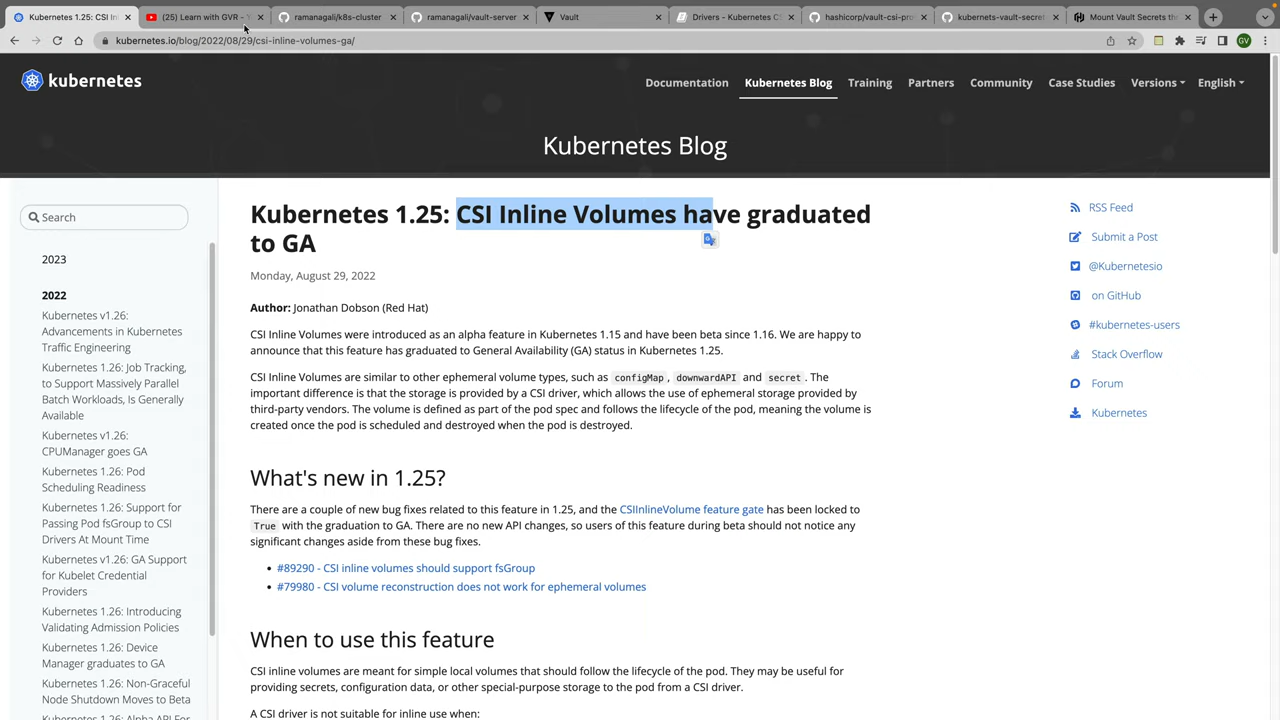 Kubernetes 1.25: CSI In
(25) Learn with GVR - Y
ramanagali/k8s-cluster
ramanagali/vault-server
Vault
Drivers - Kubernetes C
hashicorp/vault-csi-pro
kubernets-vault-secret
Mount Vault Secrets th
kubernetes.io/blog/2022/08/29/csi-inline-volumes-ga/
GV
kubernetes
Documentation
Kubernetes Blog
Training
Partners
Community
Case Studies
Versions
English
Kubernetes Blog
Search
2023
2022
Kubernetes v1.26:
Advancements in Kubernetes
Traffic Engineering
Kubernetes 1.26: Job Tracking,
to Support Massively Parallel
Batch Workloads, Is Generally
Available
Kubernetes v1.26:
CPUManager goes GA
Kubernetes 1.26: Pod
Scheduling Readiness
Kubernetes 1.26: Support for
Passing Pod fsGroup to CSI
Drivers At Mount Time
Kubernetes v1.26: GA Support
for Kubelet Credential
Providers
Kubernetes 1.26: Introducing
Validating Admission Policies
Kubernetes 1.26: Device
Manager graduates to GA
Kubernetes 1.26: Non-Graceful
Node Shutdown Moves to Beta
Kubernetes 1.26: Alpha API For
Kubernetes 1.25: CSI Inline Volumes have graduated
to GA
Monday, August 29, 2022
Author: Jonathan Dobson (Red Hat)
CSI Inline Volumes were introduced as an alpha feature in Kubernetes 1.15 and have been beta since 1.16. We are happy to
announce that this feature has graduated to General Availability (GA) status in Kubernetes 1.25.
CSI Inline Volumes are similar to other ephemeral volume types, such as configMap, downwardAPI and secret. The
important difference is that the storage is provided by a CSI driver, which allows the use of ephemeral storage provided by
third-party vendors. The volume is defined as part of the pod spec and follows the lifecycle of the pod, meaning the volume is
created once the pod is scheduled and destroyed when the pod is destroyed.
What's new in 1.25?
There are a couple of new bug fixes related to this feature in 1.25, and the CSIInlineVolume feature gate has been locked to
True with the graduation to GA. There are no new API changes, so users of this feature during beta should not notice any
significant changes aside from these bug fixes.
#89290 - CSI inline volumes should support fsGroup
#79980 - CSI volume reconstruction does not work for ephemeral volumes
When to use this feature
CSI inline volumes are meant for simple local volumes that should follow the lifecycle of the pod. They may be useful for
providing secrets, configuration data, or other special-purpose storage to the pod from a CSI driver.
A CSI driver is not suitable for inline use when:
RSS Feed
Submit a Post
@Kubernetesio
on GitHub
#kubernetes-users
Stack Overflow
Forum
Kubernetes